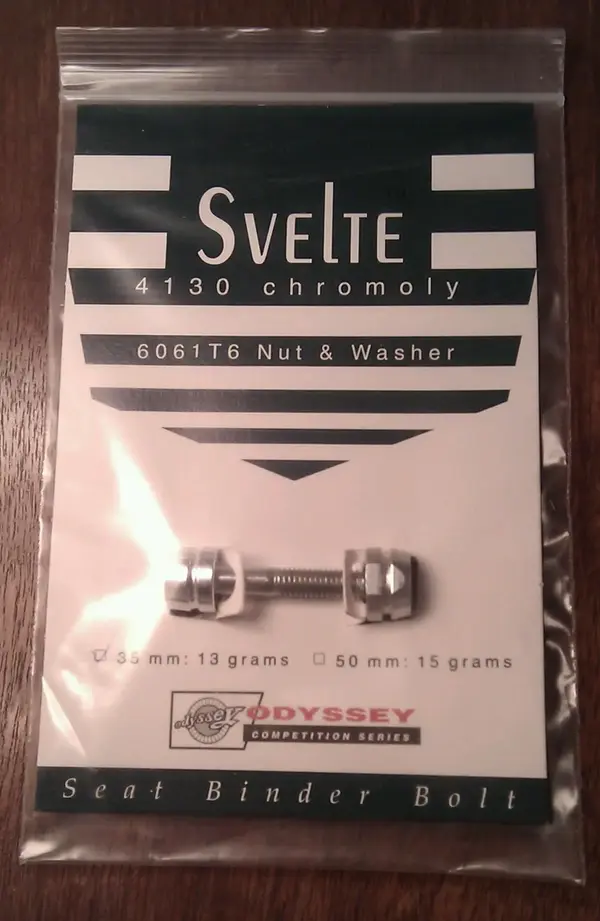 SVELTE
4130 chromoly
6061T6 Nut & Washer
35 mm: 13 grams 50 mm: 15 grams
odyssey ODYSSEY
COMPETITION SERIES
Seat Binder Bolt